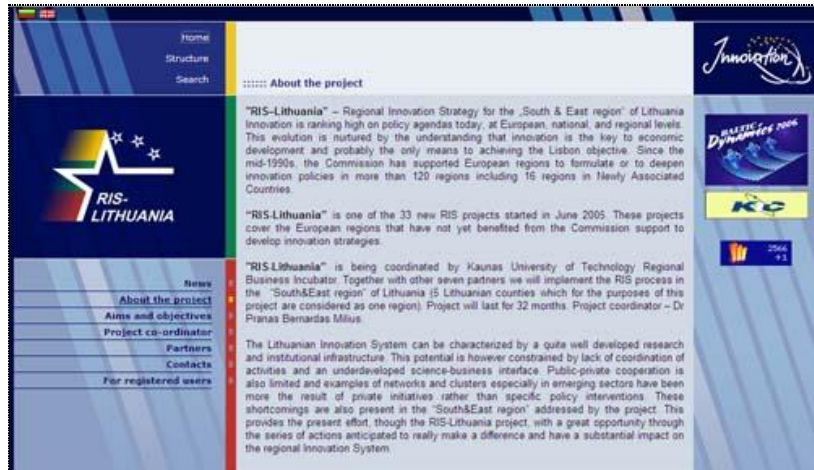 Home
Structure
Search
:::::: About the project
Innovation
RIS-
LITHUANIA
BALTIC
Dynamics 2006
2566
+1
News
About the project
Aims and objectives
Project co-ordinator
Partners
Contacts
For registered users
"RIS–Lithuania" – Regional Innovation Strategy for the „South & East region" of Lithuania
Innovation is ranking high on policy agendas today, at European, national, and regional levels.
This evolution is nurtured by the understanding that innovation is the key to economic
development and probably the only means to achieving the Lisbon objective. Since the
mid-1990s, the Commission has supported European regions to formulate or to deepen
innovation policies in more than 120 regions including 16 regions in Newly Associated
Countries.
"RIS-Lithuania" is one of the 33 new RIS projects started in June 2005. These projects
cover the European regions that have not yet benefited from the Commission support to
develop innovation strategies.
"RIS-Lithuania" is being coordinated by Kaunas University of Technology Regional
Business Incubator. Together with other seven partners we will implement the RIS process in
the "South&East region" of Lithuania (5 Lithuanian counties which for the purposes of this
project are considered as one region). Project will last for 32 months. Project coordinator – Dr
Pranas Bernardas Milius.
The Lithuanian Innovation System can be characterized by a quite well developed research
and institutional infrastructure. This potential is however constrained by lack of coordination of
activities and an underdeveloped science-business interface. Public-private cooperation is
also limited and examples of networks and clusters especially in emerging sectors have been
more the result of private initiatives rather than specific policy interventions. These
shortcomings are also present in the "South&East region" addressed by the project. This
provides the present effort, though the RIS-Lithuania project, with a great opportunity through
the series of actions anticipated to really make a difference and have a substantial impact on
the regional Innovation System.